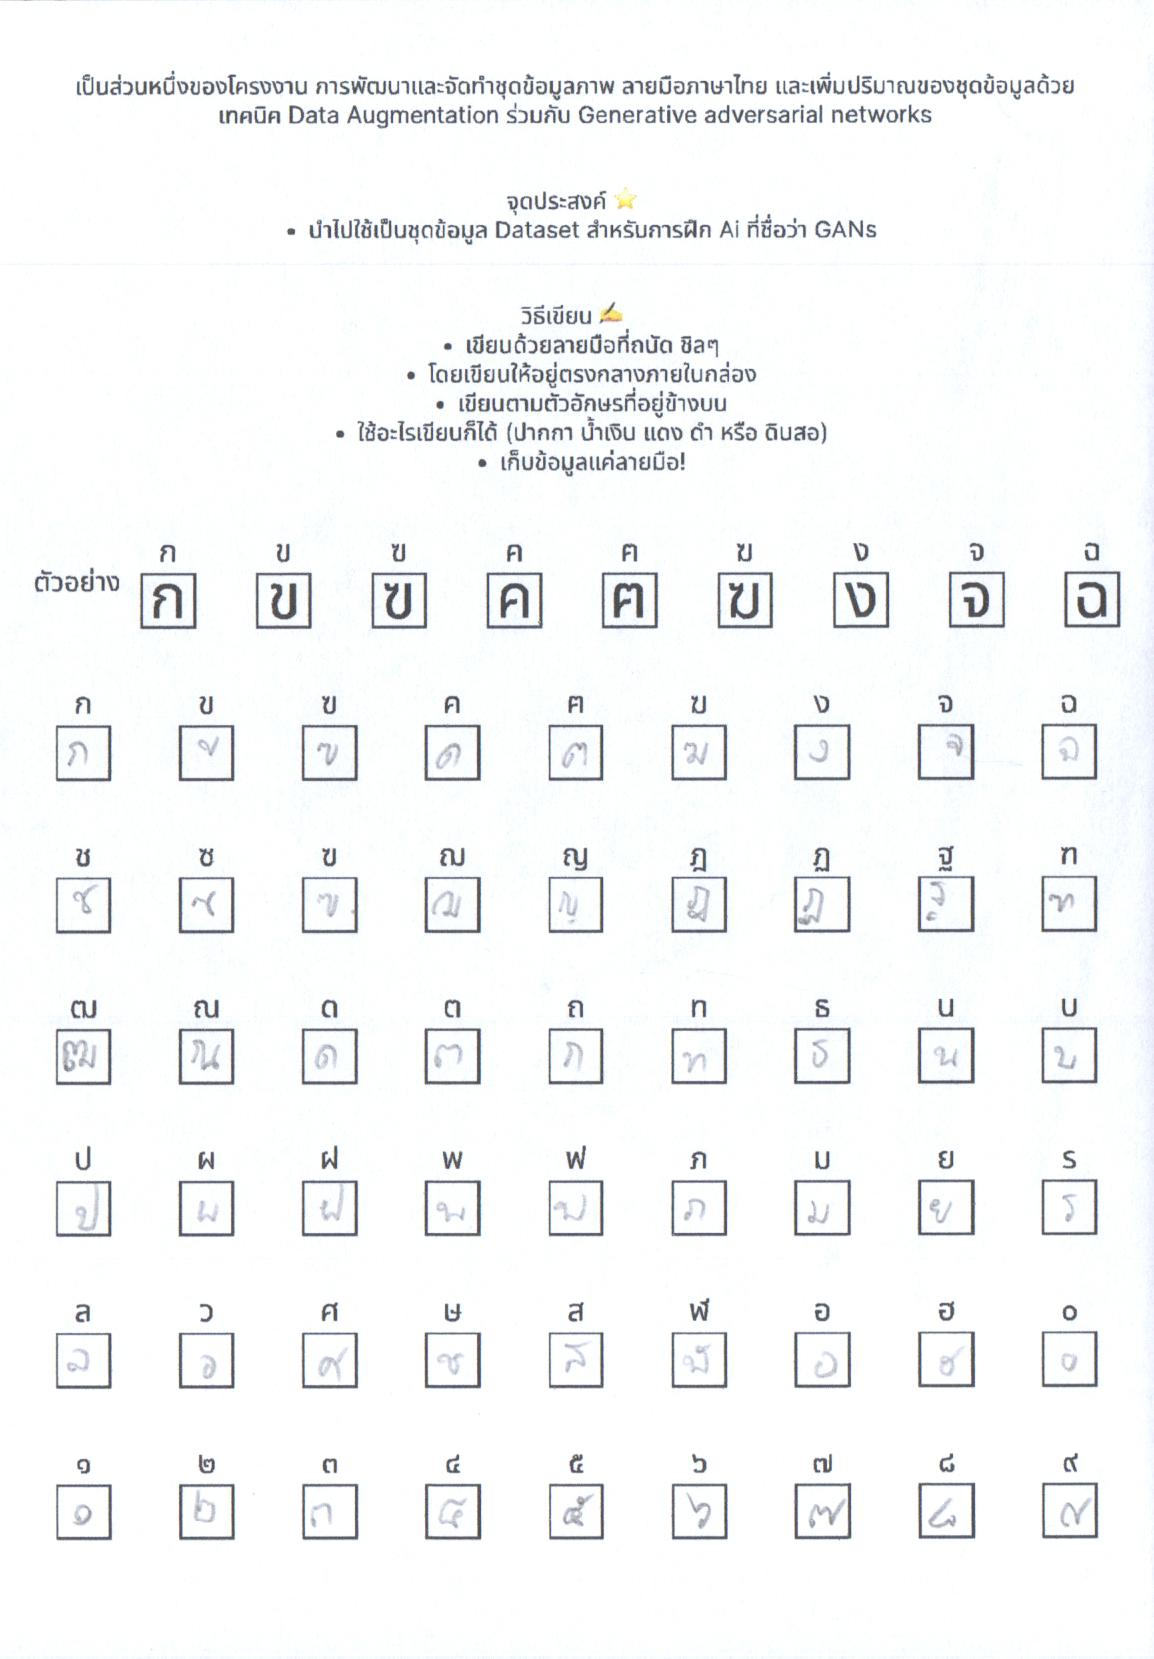 เป็นส่วนหนึ่งของโครงงาน การพัฒนาและจัดทำชุดข้อมูลภาพ ลายมือภาษาไทย และเพิ่มปริมาณของชุดข้อมูลด้วย
เทคนิค Data Augmentation ร่วมกับ Generative adversarial networks
จุดประสงค์ ⭐
• นำไปใช้เป็นชุดข้อมูล Dataset สำหรับการฝึก Ai ที่ชื่อว่า GANs
วิธีเขียน ✍
• เขียนด้วยลายมือที่ถนัด ชิลๆ
• โดยเขียนให้อยู่ตรงกลางภายในกล่อง
• เขียนตามตัวอักษรที่อยู่ข้างบน
• ใช้อะไรเขียนก็ได้ (ปากกา น้ำเงิน แดง ดำ หรือ ดินสอ)
• เก็บข้อมูลแค่ลายมือ!
ก ข ฃ ค ฅ ฆ ง จ ฉ
ตัวอย่าง ก ข ฃ ค ฅ ฆ ง จ ฉ
ก ข ฃ ค ฅ ฆ ง จ ฉ
ก ข ฃ ค ฅ ฆ ง จ ฉ
ช ซ ฃ ฌ ญ ฎ ฏ ฐ ฑ
ช ซ ฃ ฌ ญ ฎ ฏ ฐ ฑ
ฒ ณ ด ต ถ ท ธ น บ
ฒ ณ ด ต ถ ท ธ น บ
ป ผ ฝ พ ฟ ภ ม ย ร
ป ผ ฝ พ ฟ ภ ม ย ร
ล ว ศ ษ ส ฬ อ ฮ ๐
ล ว ศ ษ ส ฬ อ ฮ ๐
๑ ๒ ๓ ๔ ๕ ๖ ๗ ๘ ๙
๑ ๒ ๓ ๔ ๕ ๖ ๗ ๘ ๙